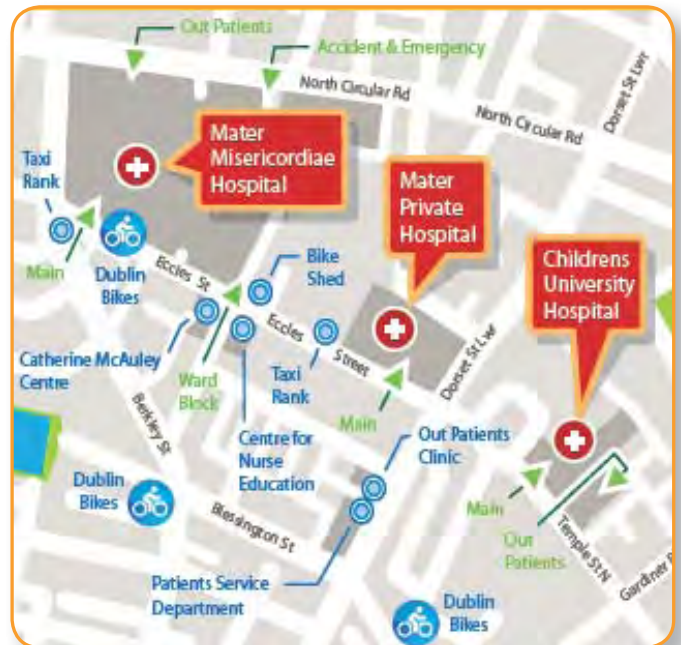 Out Patients
Accident & Emergency
North Circular Rd
North Circular Rd
Dorset St Lwr
Mater
Misericordiae
Hospital
Taxi
Rank
Mater
Private
Hospital
Childrens
University
Hospital
Main
Dublin
Bikes
Eccles St
Bike
Shed
Eccles
Street
Dorset St Lwr
Catherine McAuley
Centre
Ward
Block
Taxi
Rank
Main
Berkley St
Centre for
Nurse
Education
Out Patients
Clinic
Dublin
Bikes
Blessington St
Main
Out
Patients
Temple St N
Gardiner
Patients Service
Department
Dublin
Bikes